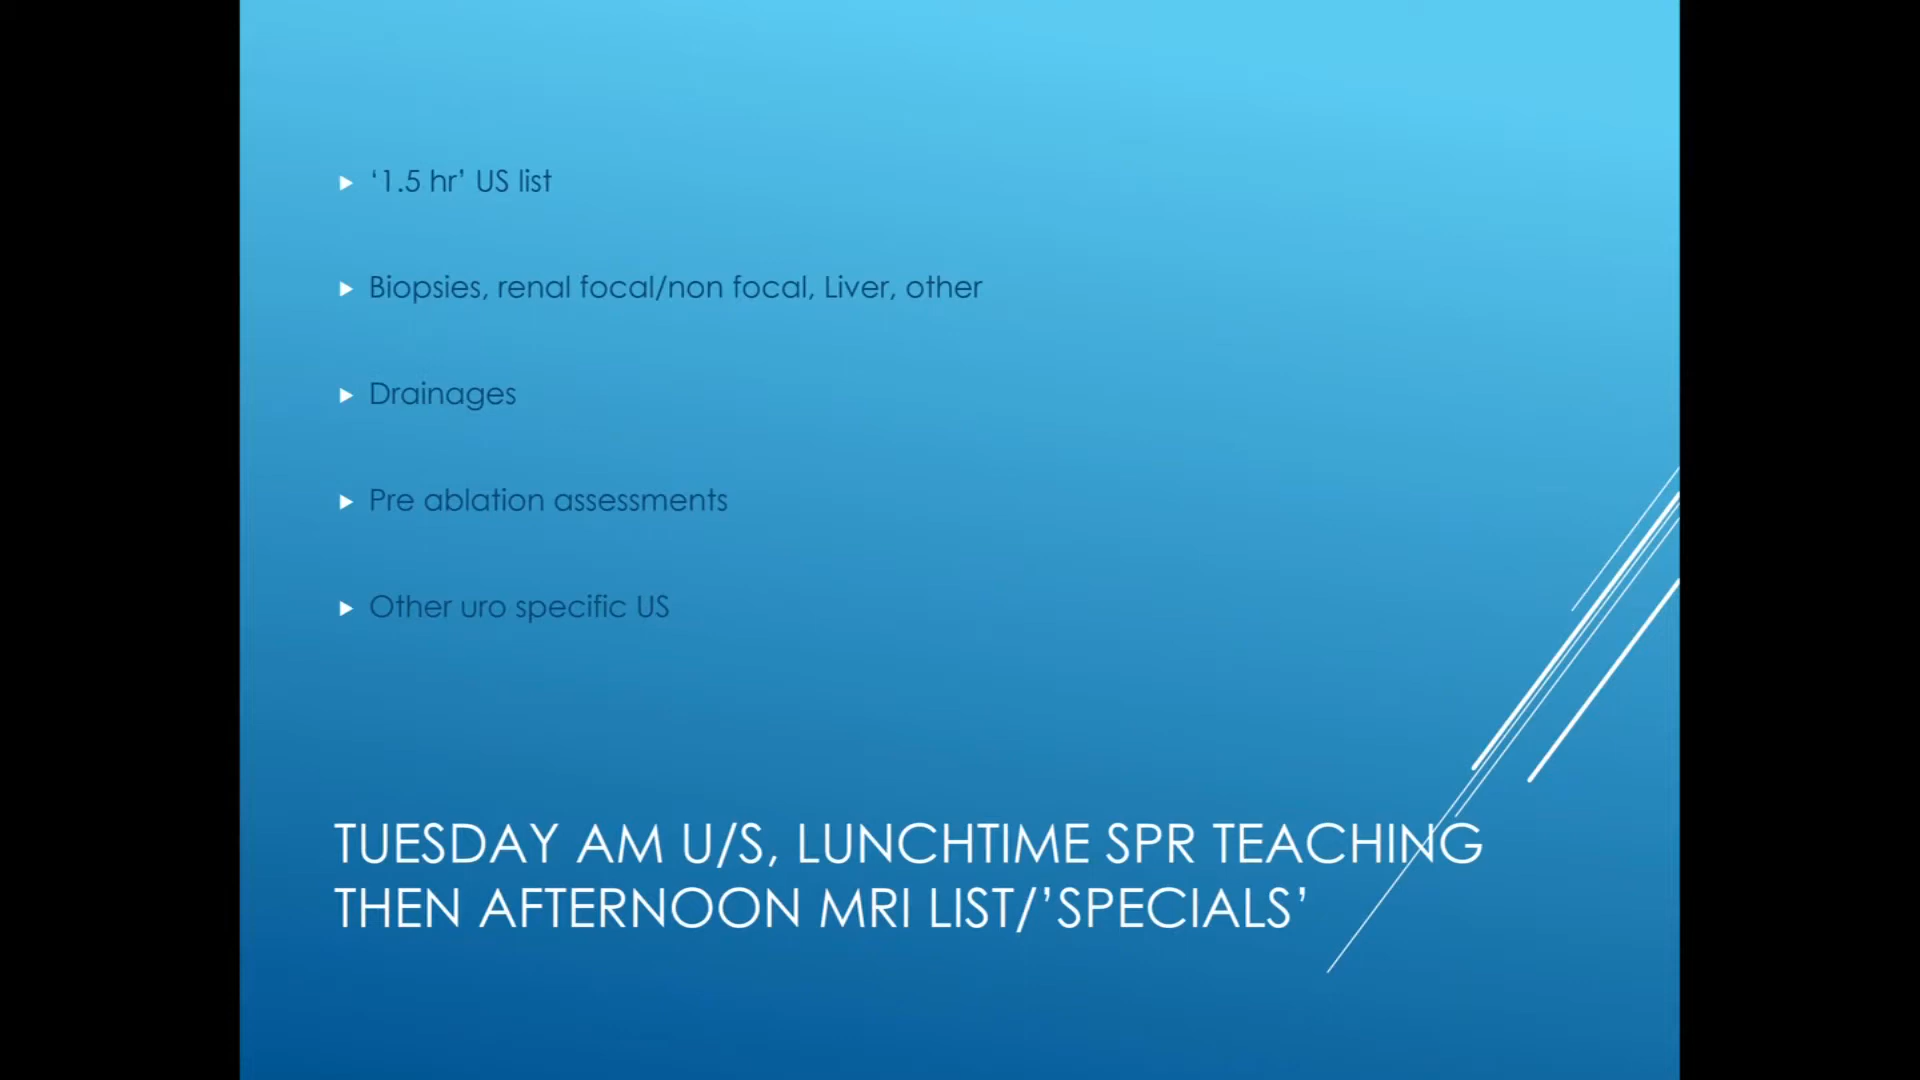 ‘1.5 hr’ US list
Biopsies, renal focal/non focal, Liver, other
Drainages
Pre ablation assessments
Other uro specific US
TUESDAY AM U/S, LUNCHTIME SPR TEACHING
THEN AFTERNOON MRI LIST/’SPECIALS’